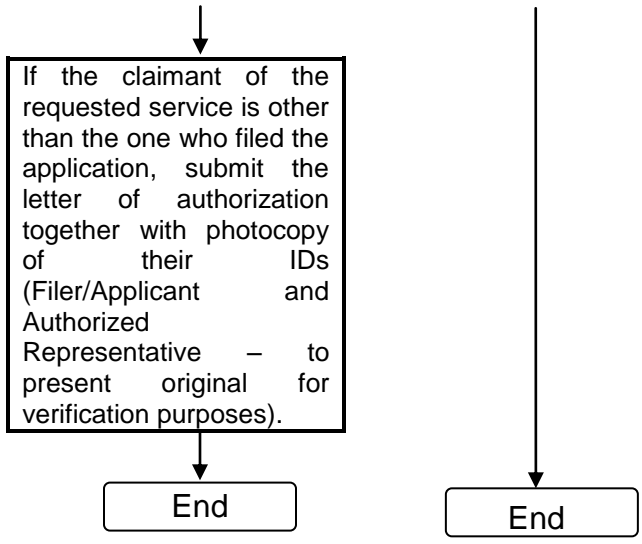 If the claimant of the
requested service is other
than the one who filed the
application, submit the
letter of authorization
together with photocopy
of their IDs
(Filer/Applicant and
Authorized
Representative – to
present original for
verification purposes).
End
End